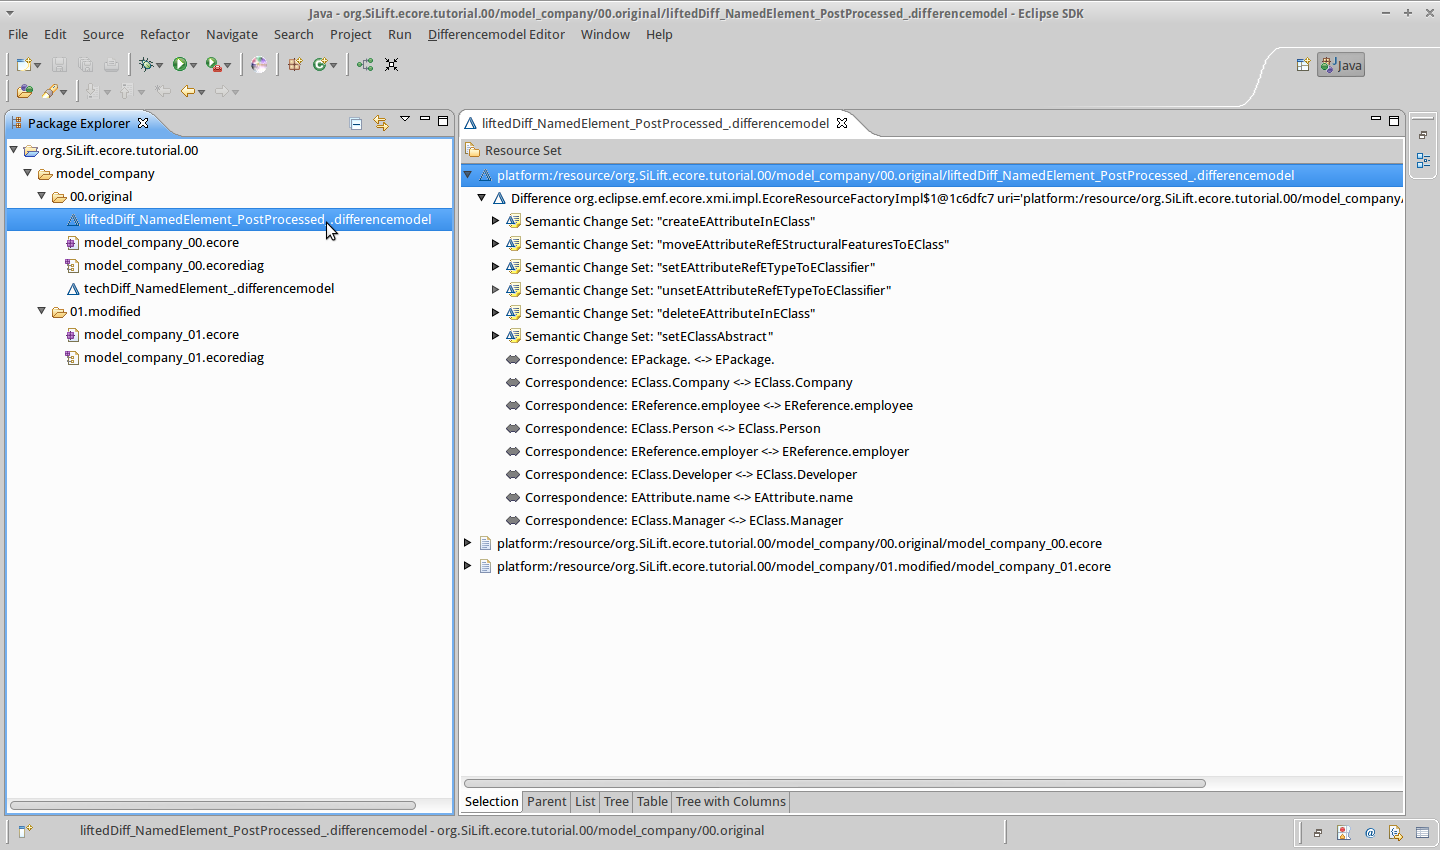 Java - org.SiLift.ecore.tutorial.00/model_company/00.original/liftedDiff_NamedElement_PostProcessed_.differencemodel - Eclipse SDK
File Edit Source Refactor Navigate Search Project Run Differencemodel Editor Window Help
Java
Package Explorer
org.SiLift.ecore.tutorial.00
model_company
00.original
liftedDiff_NamedElement_PostProcessed_.differencemodel
model_company_00.ecore
model_company_00.ecorediag
techDiff_NamedElement_.differencemodel
01.modified
model_company_01.ecore
model_company_01.ecorediag
liftedDiff_NamedElement_PostProcessed_.differencemodel
Resource Set
platform:/resource/org.SiLift.ecore.tutorial.00/model_company/00.original/liftedDiff_NamedElement_PostProcessed_.differencemodel
Difference org.eclipse.emf.ecore.xmi.impl.EcoreResourceFactoryImpl$1@1c6dfc7 uri='platform:/resource/org.SiLift.ecore.tutorial.00/model_company/
Semantic Change Set: "createEAttributeInEClass"
Semantic Change Set: "moveEAttributeRefEStructuralFeaturesToEClass"
Semantic Change Set: "setEAttributeRefETypeToEClassifier"
Semantic Change Set: "unsetEAttributeRefETypeToEClassifier"
Semantic Change Set: "deleteEAttributeInEClass"
Semantic Change Set: "setEClassAbstract"
Correspondence: EPackage. <-> EPackage.
Correspondence: EClass.Company <-> EClass.Company
Correspondence: EReference.employee <-> EReference.employee
Correspondence: EClass.Person <-> EClass.Person
Correspondence: EReference.employer <-> EReference.employer
Correspondence: EClass.Developer <-> EClass.Developer
Correspondence: EAttribute.name <-> EAttribute.name
Correspondence: EClass.Manager <-> EClass.Manager
platform:/resource/org.SiLift.ecore.tutorial.00/model_company/00.original/model_company_00.ecore
platform:/resource/org.SiLift.ecore.tutorial.00/model_company/01.modified/model_company_01.ecore
Selection Parent List Tree Table Tree with Columns
liftedDiff_NamedElement_PostProcessed_.differencemodel - org.SiLift.ecore.tutorial.00/model_company/00.original